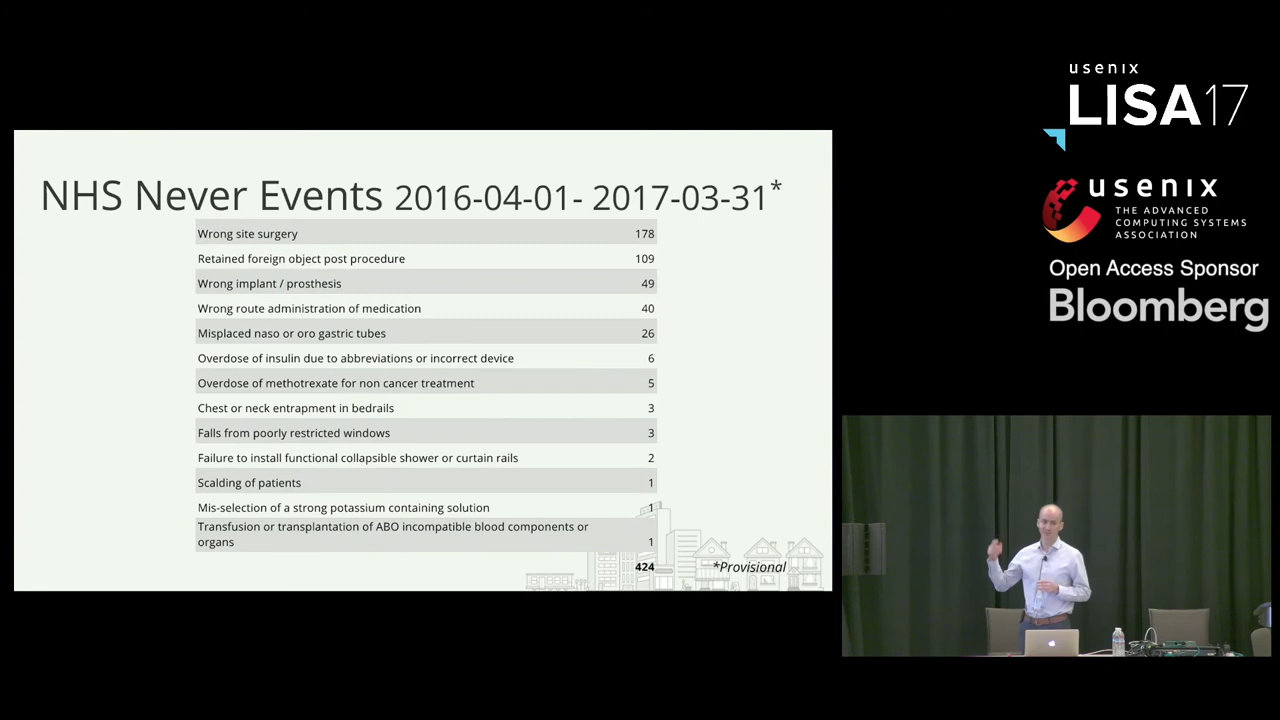 NHS Never Events 2016-04-01- 2017-03-31*
Wrong site surgery 178
Retained foreign object post procedure 109
Wrong implant / prosthesis 49
Wrong route administration of medication 40
Misplaced naso or oro gastric tubes 26
Overdose of insulin due to abbreviations or incorrect device 6
Overdose of methotrexate for non cancer treatment 5
Chest or neck entrapment in bedrails 3
Falls from poorly restricted windows 3
Failure to install functional collapsible shower or curtain rails 2
Scalding of patients 1
Mis-selection of a strong potassium containing solution 1
Transfusion or transplantation of ABO incompatible blood components or
organs 1
424 *Provisional
usenix
LISA17
usenix
THE ADVANCED
COMPUTING SYSTEMS
ASSOCIATION
Open Access Sponsor
Bloomberg